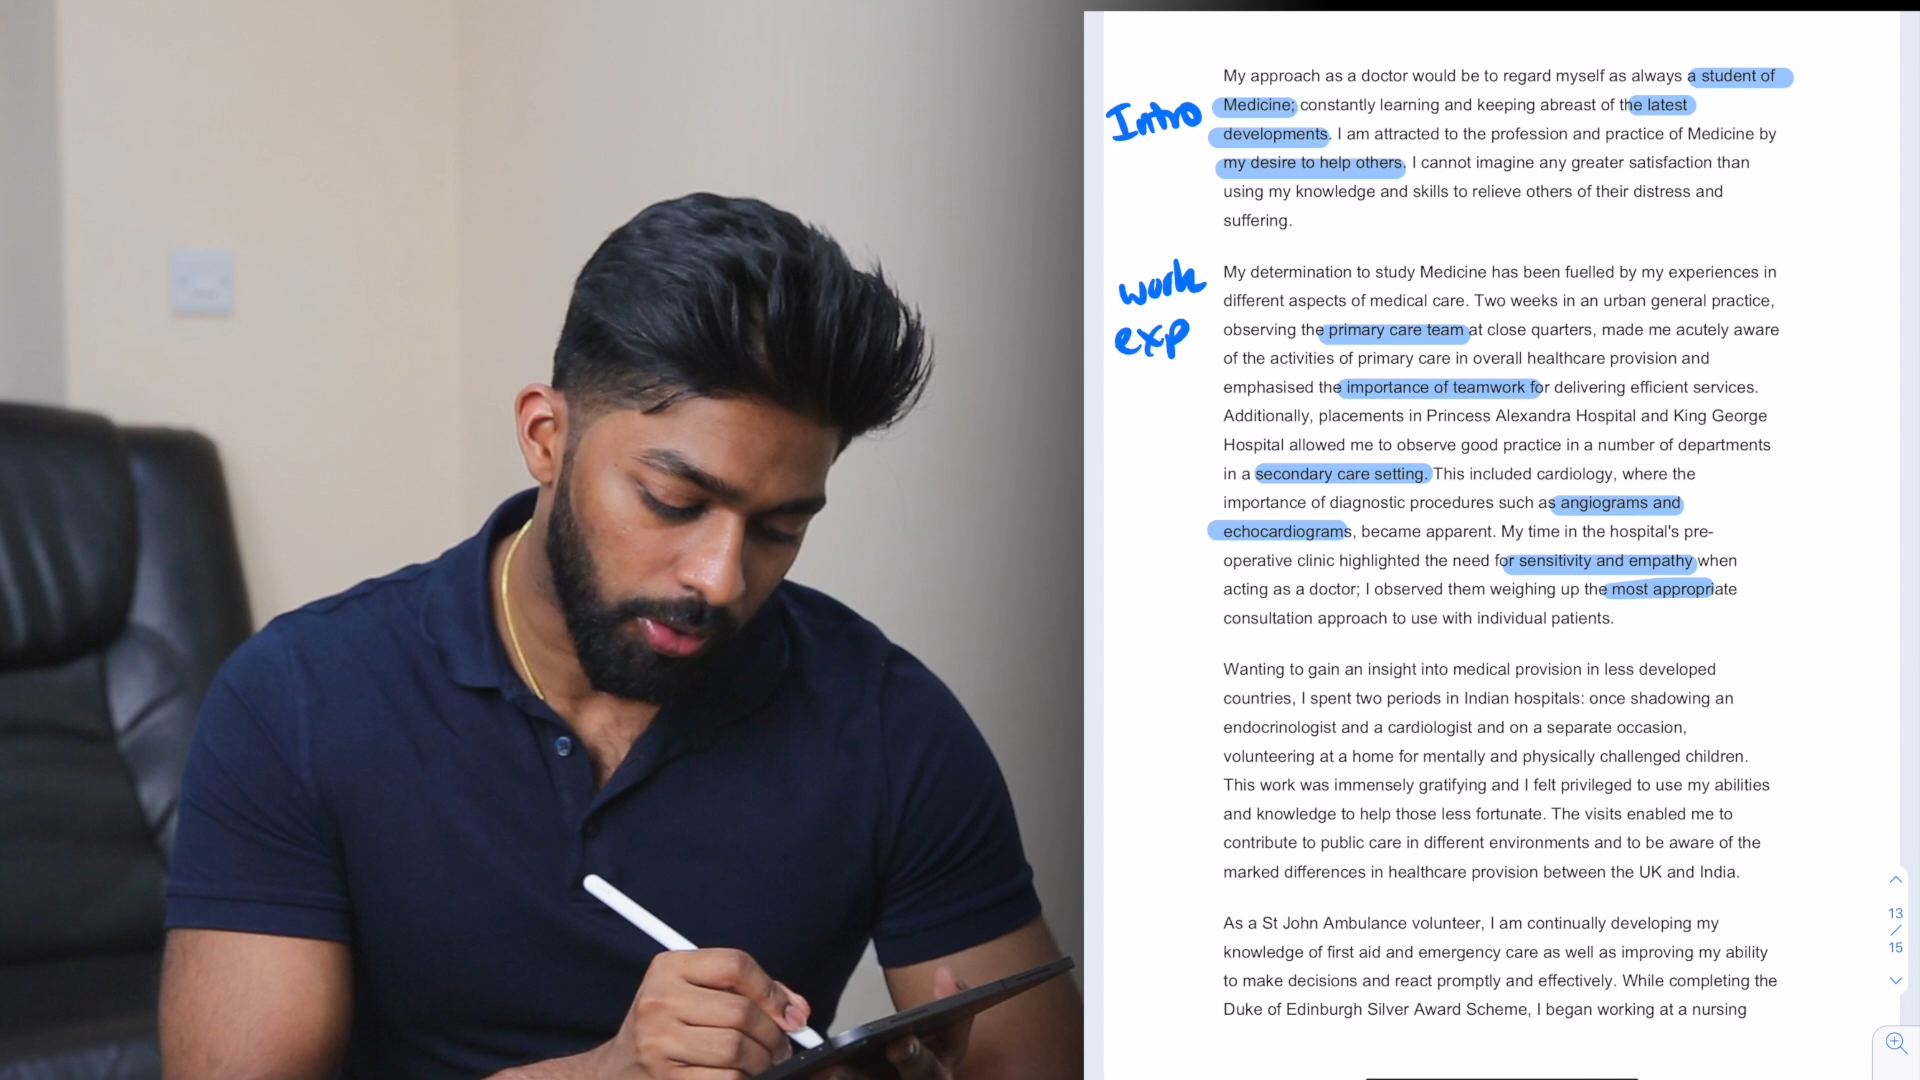 My approach as a doctor would be to regard myself as always a student of
Intro
Medicine; constantly learning and keeping abreast of the latest
developments. I am attracted to the profession and practice of Medicine by
my desire to help others. I cannot imagine any greater satisfaction than
using my knowledge and skills to relieve others of their distress and
suffering.
work
exp
My determination to study Medicine has been fuelled by my experiences in
different aspects of medical care. Two weeks in an urban general practice,
observing the primary care team at close quarters, made me acutely aware
of the activities of primary care in overall healthcare provision and
emphasised the importance of teamwork for delivering efficient services.
Additionally, placements in Princess Alexandra Hospital and King George
Hospital allowed me to observe good practice in a number of departments
in a secondary care setting. This included cardiology, where the
importance of diagnostic procedures such as angiograms and
echocardiograms, became apparent. My time in the hospital's pre-
operative clinic highlighted the need for sensitivity and empathy when
acting as a doctor; I observed them weighing up the most appropriate
consultation approach to use with individual patients.
Wanting to gain an insight into medical provision in less developed
countries, I spent two periods in Indian hospitals: once shadowing an
endocrinologist and a cardiologist and on a separate occasion,
volunteering at a home for mentally and physically challenged children.
This work was immensely gratifying and I felt privileged to use my abilities
and knowledge to help those less fortunate. The visits enabled me to
contribute to public care in different environments and to be aware of the
marked differences in healthcare provision between the UK and India.
As a St John Ambulance volunteer, I am continually developing my
knowledge of first aid and emergency care as well as improving my ability
to make decisions and react promptly and effectively. While completing the
Duke of Edinburgh Silver Award Scheme, I began working at a nursing
13
/
15